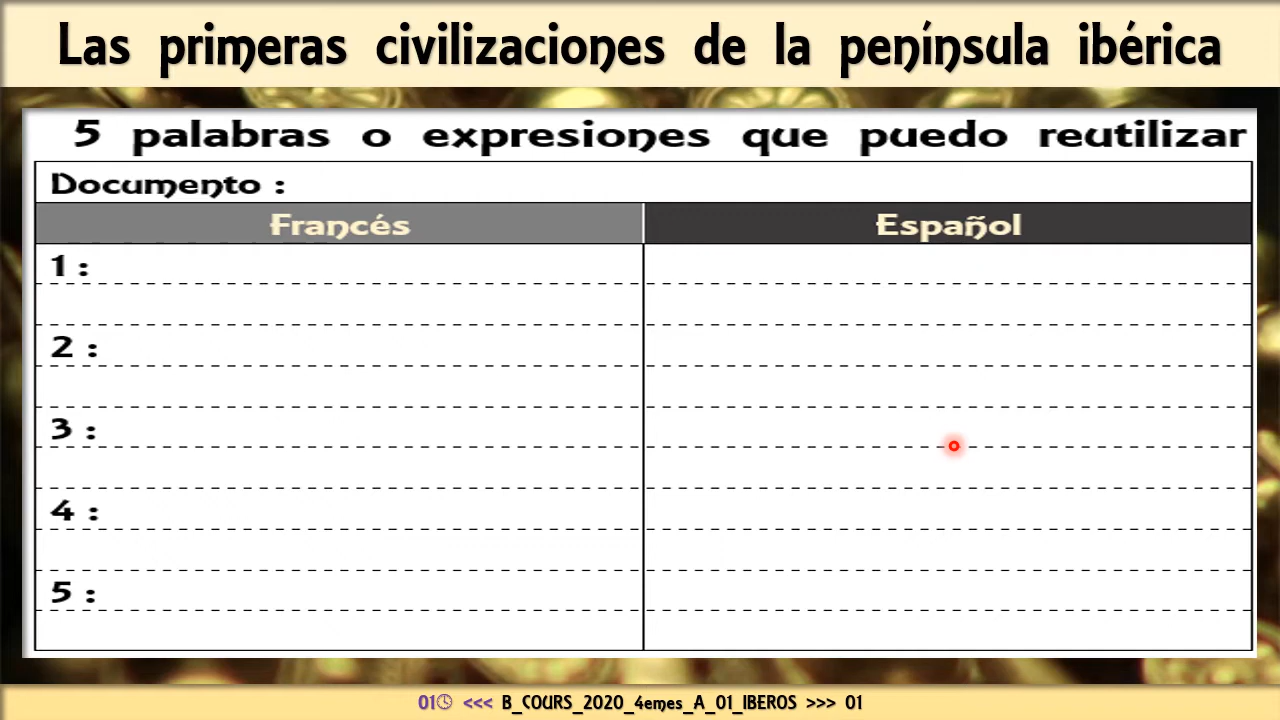 Las primeras civilizaciones de la península ibérica
5 palabras o expresiones que puedo reutilizar
Documento :
Francés Español
1 :
2 :
3 :
4 :
5 :
01 <<< B_COURS_2020_4emes_A_01_IBEROS >>> 01